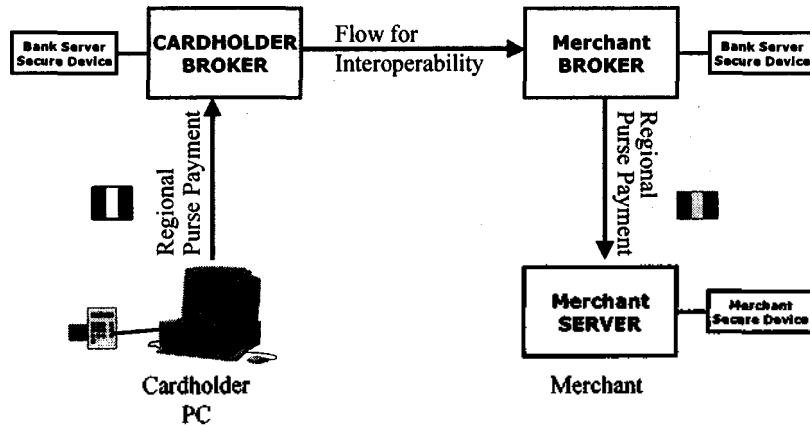 Bank Server
Secure Device
CARDHOLDER
BROKER
Flow for
Interoperability
Merchant
BROKER
Bank Server
Secure Device
Regional
Purse Payment
Regional
Purse Payment
Merchant
SERVER
Merchant
Secure Device
Cardholder
PC
Merchant